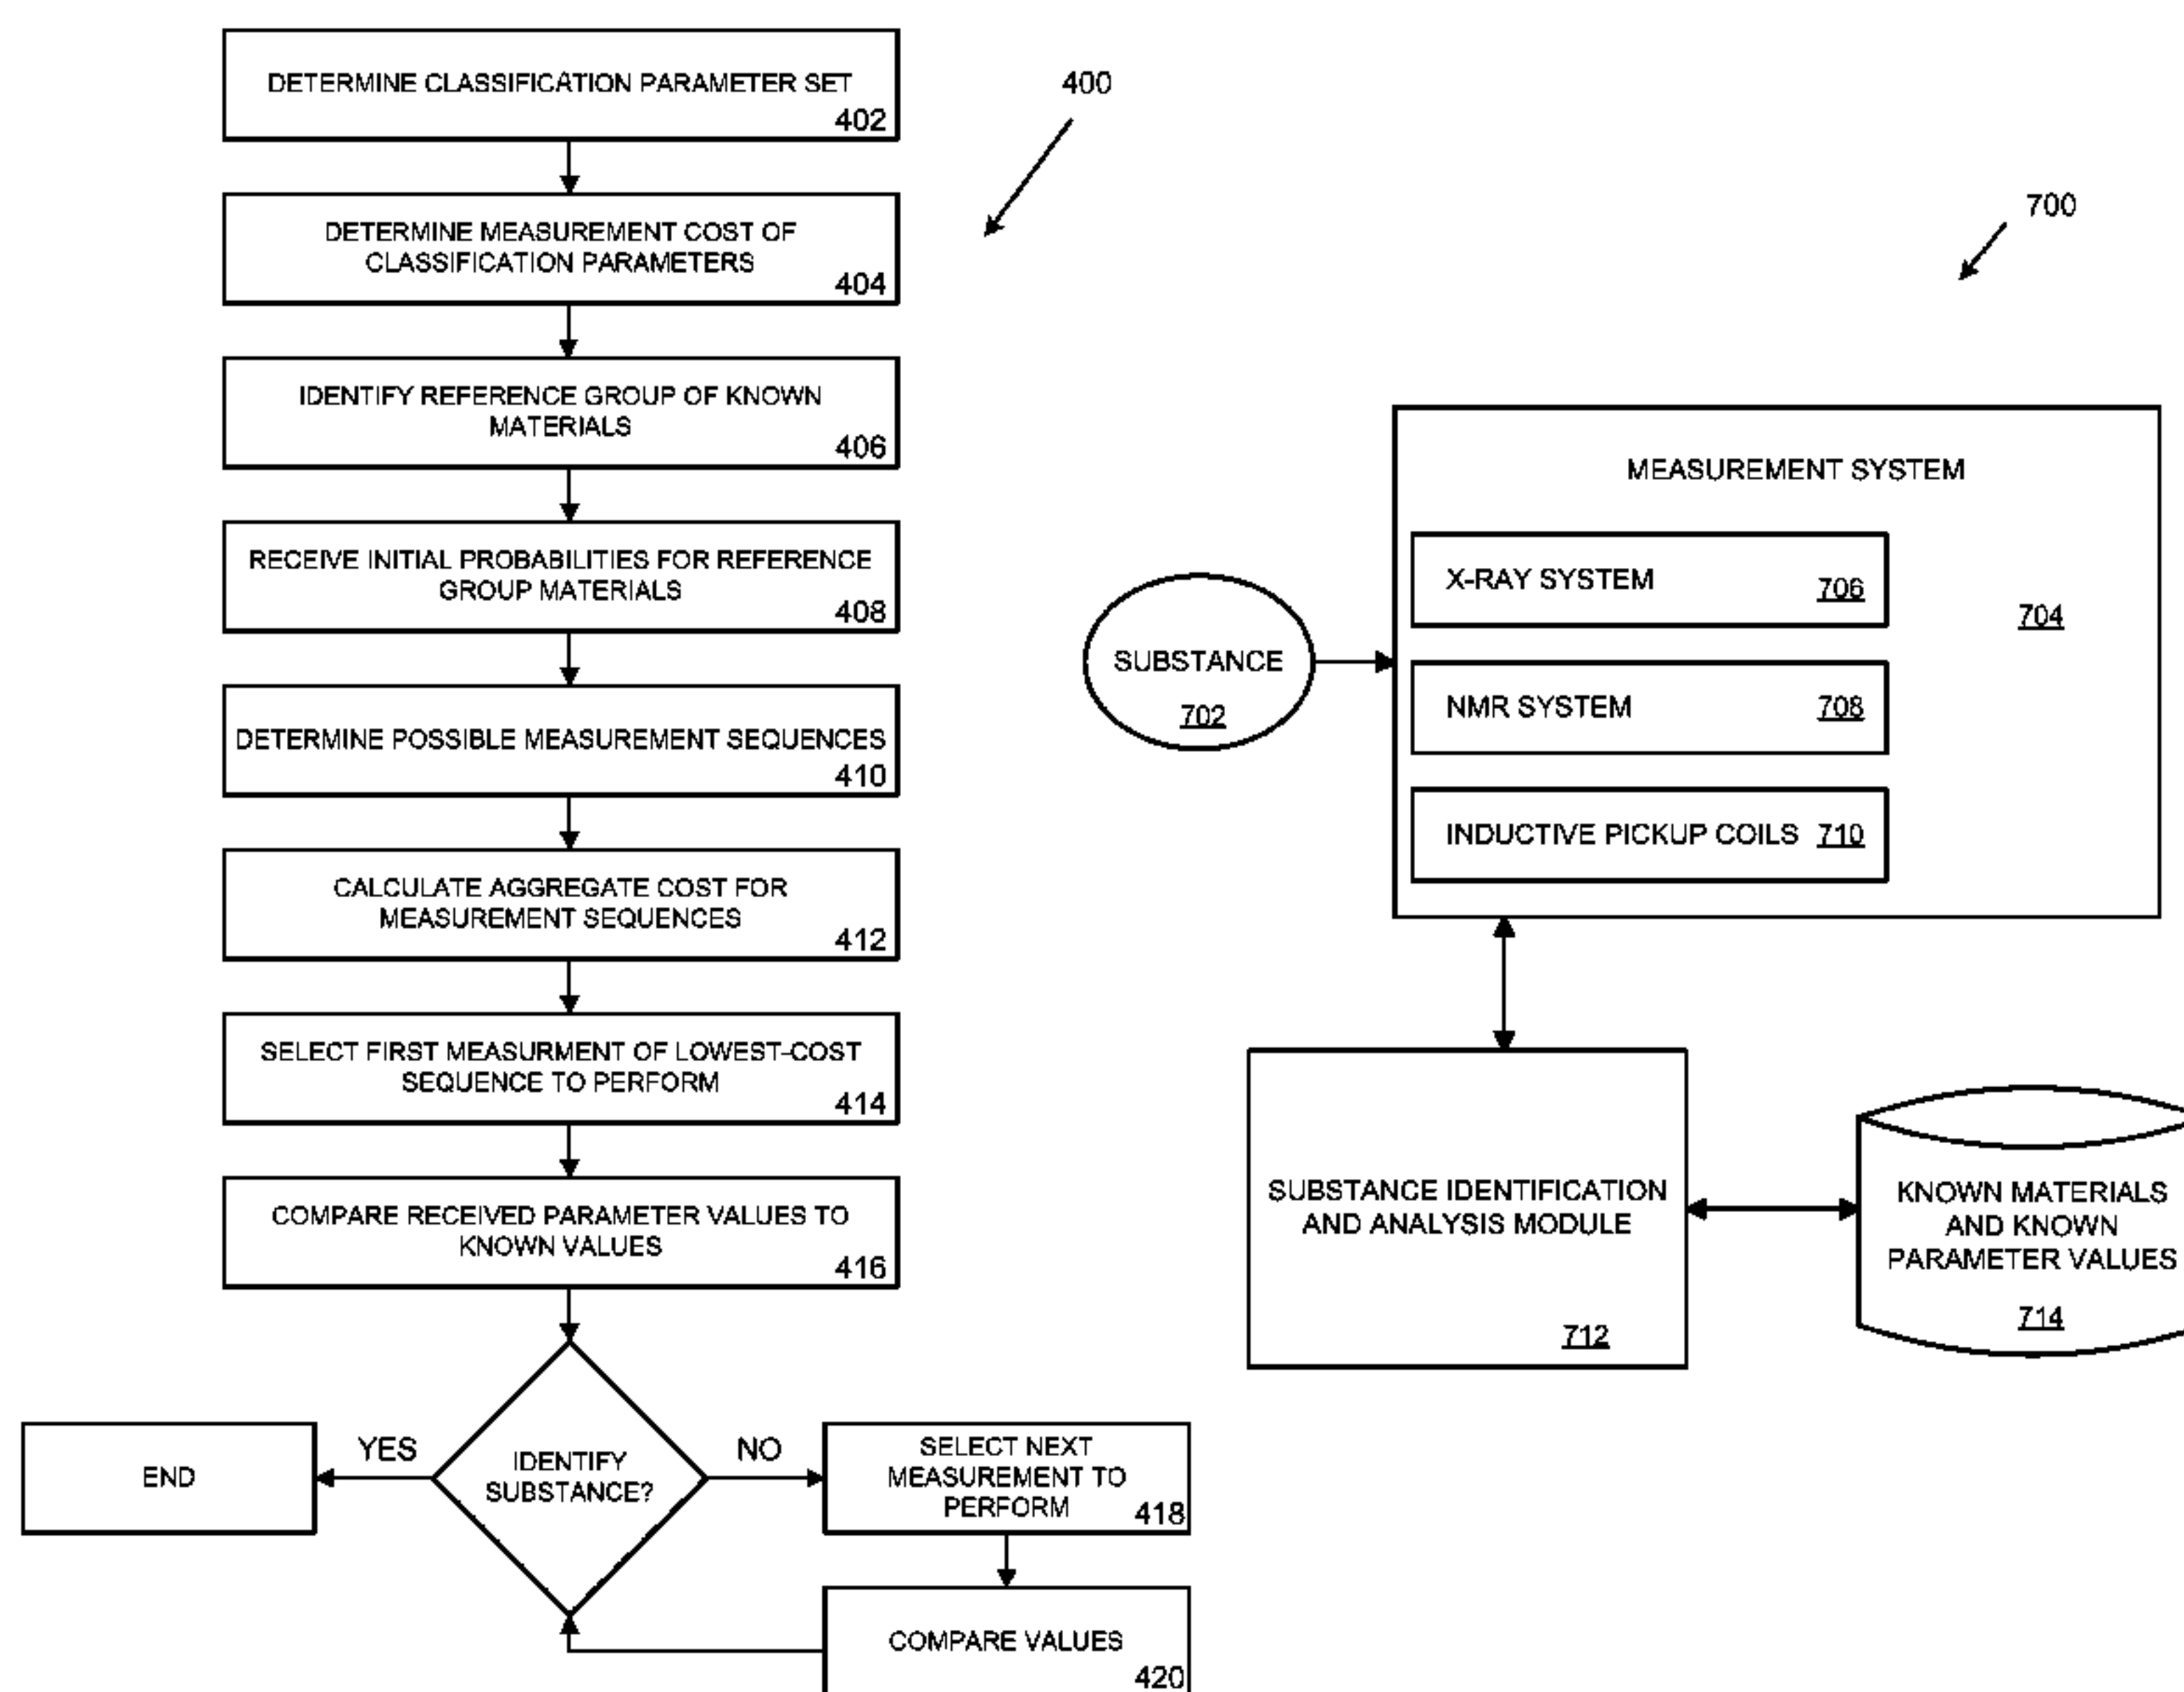 DETERMINE CLASSIFICATION PARAMETER SET
402
DETERMINE MEASUREMENT COST OF
CLASSIFICATION PARAMETERS
404
IDENTIFY REFERENCE GROUP OF KNOWN
MATERIALS
406
RECEIVE INITIAL PROBABILITIES FOR REFERENCE
GROUP MATERIALS
408
DETERMINE POSSIBLE MEASUREMENT SEQUENCES
410
CALCULATE AGGREGATE COST FOR
MEASUREMENT SEQUENCES
412
SELECT FIRST MEASURMENT OF LOWEST-COST
SEQUENCE TO PERFORM
414
COMPARE RECEIVED PARAMETER VALUES TO
KNOWN VALUES
416
IDENTIFY
SUBSTANCE?
YES
END
NO
SELECT NEXT
MEASUREMENT TO
PERFORM
418
COMPARE VALUES
420
400
700
SUBSTANCE
702
MEASUREMENT SYSTEM
704
X-RAY SYSTEM 706
NMR SYSTEM 708
INDUCTIVE PICKUP COILS 710
SUBSTANCE IDENTIFICATION
AND ANALYSIS MODULE
712
KNOWN MATERIALS
AND KNOWN
PARAMETER VALUES
714